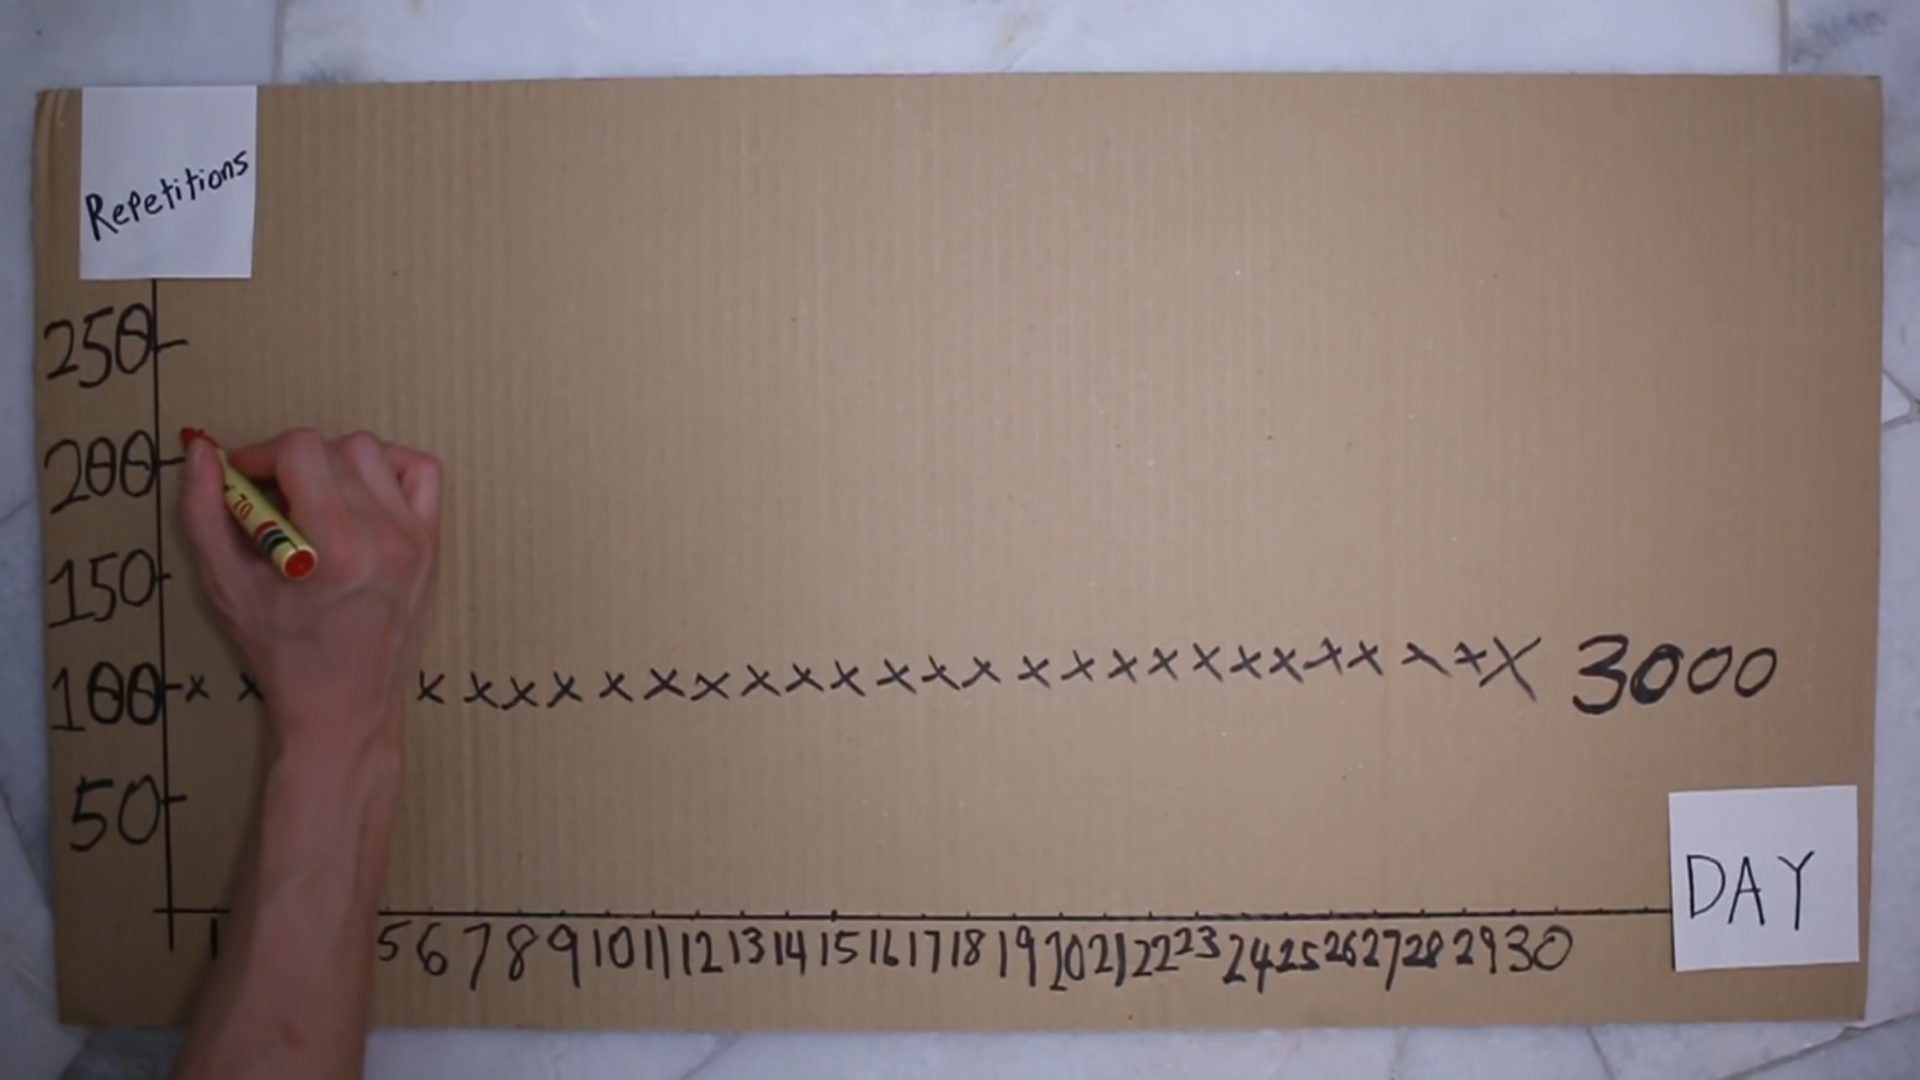 Repetitions
250
200
150
100 x x x x x x x x x x x x x x x x x x x x x x x x x x x 3000
50
DAY
1 5 6 7 8 9 10 11 12 13 14 15 16 17 18 19 20 21 22 23 24 25 26 27 28 29 30